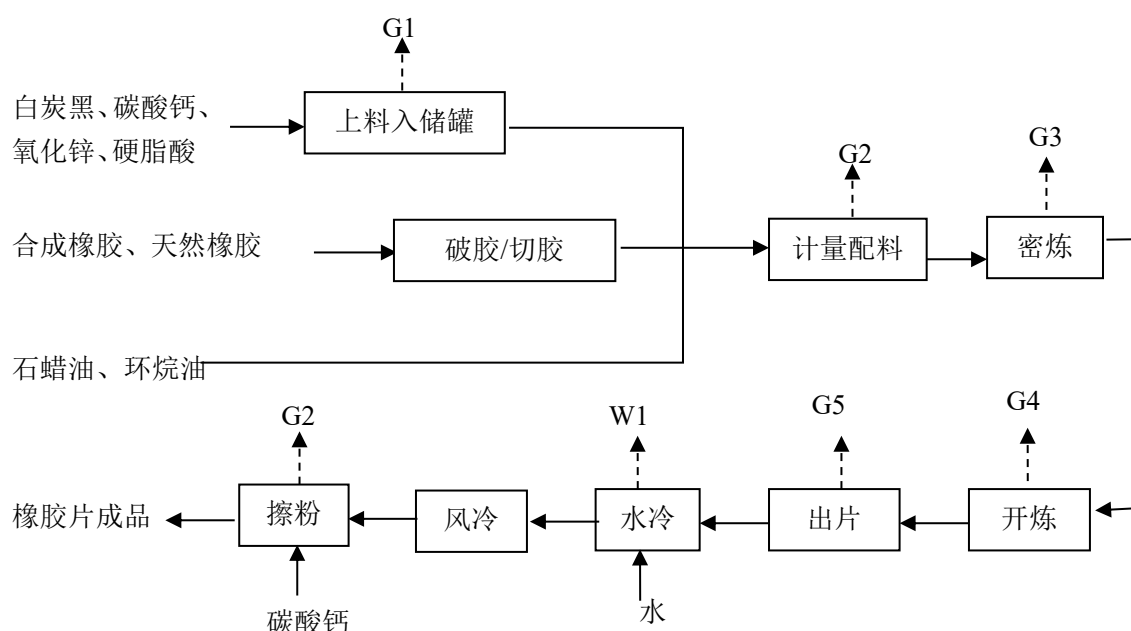 G1
白炭黑、碳酸钙、
氧化锌、硬脂酸
上料入储罐
G2
G3
合成橡胶、天然橡胶
破胶/切胶
计量配料
密炼
石蜡油、环烷油
G2
W1
G5
G4
橡胶片成品
擦粉
风冷
水冷
出片
开炼
碳酸钙
水